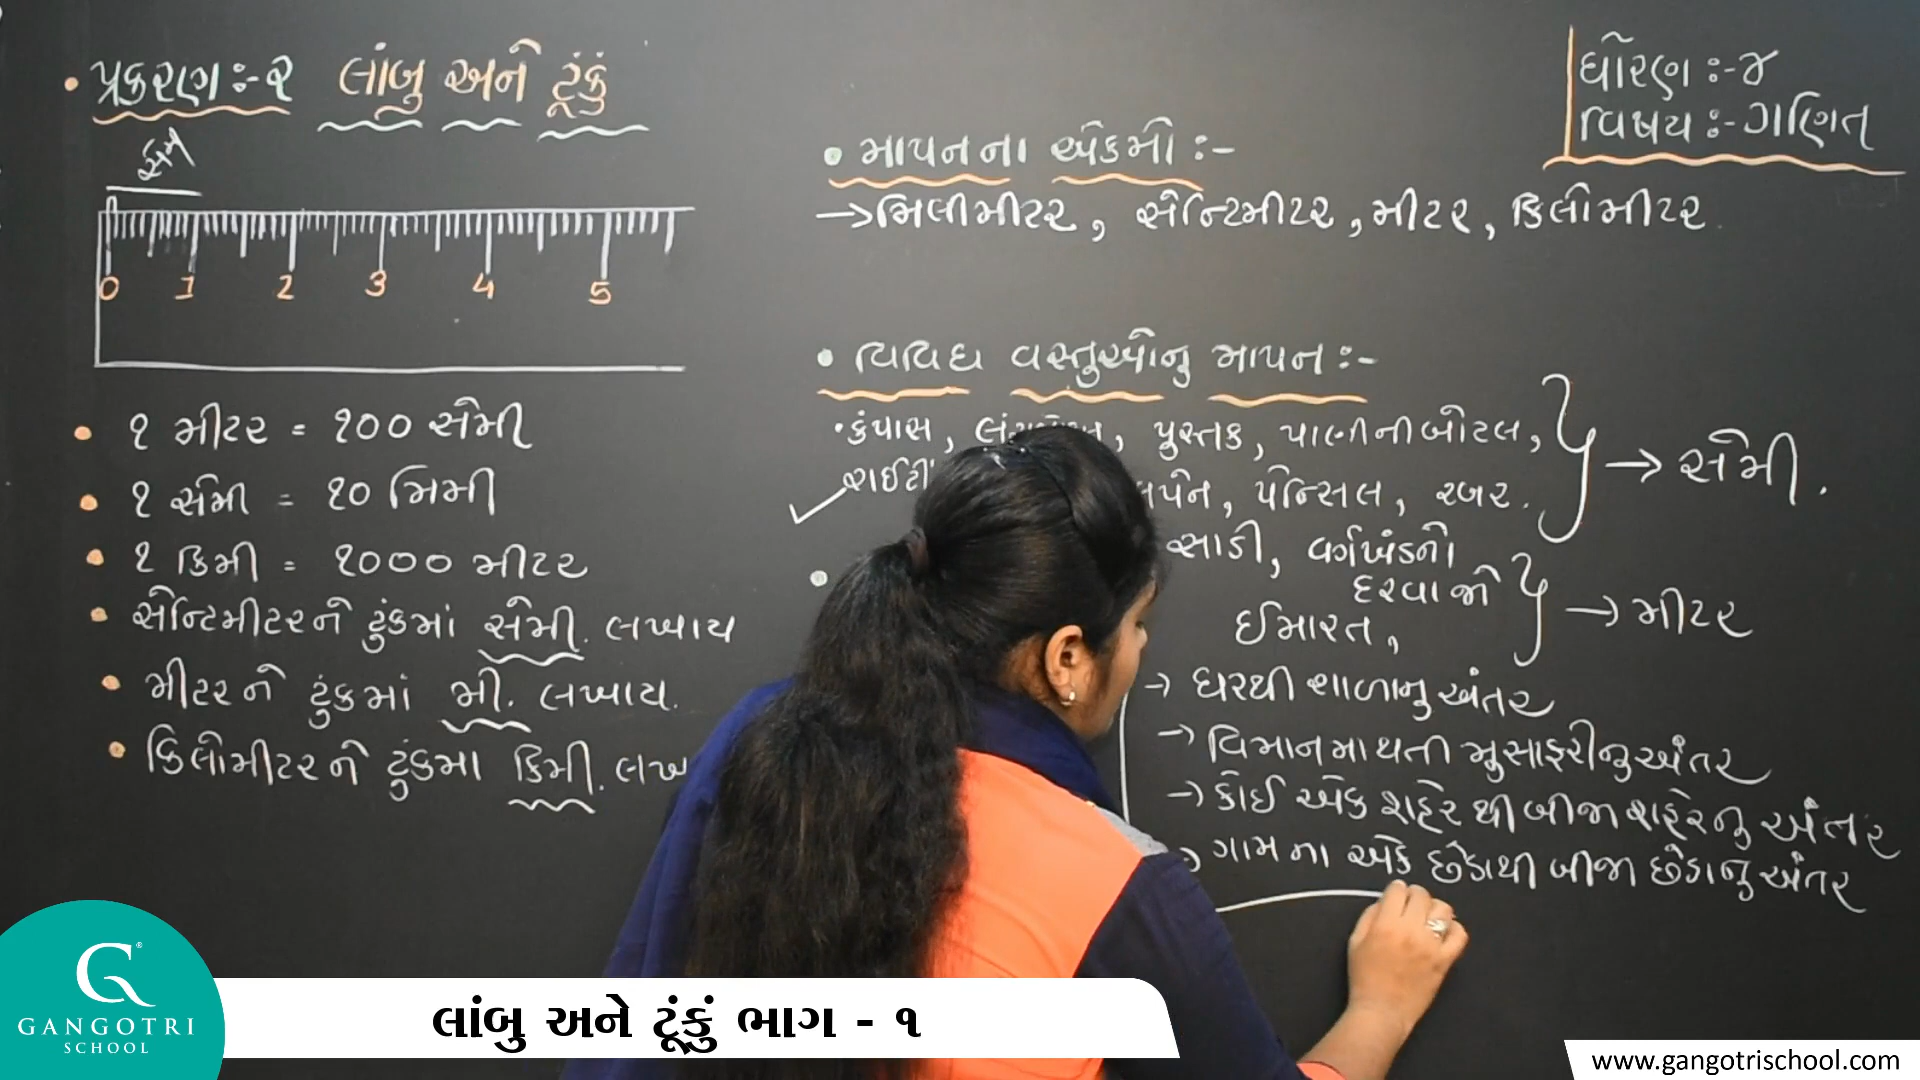 • પ્રકરણ :- ૨ લાંબુ અને ટૂંકું
ધોરણ :- ૪
વિષય :- ગણિત
0 1 2 3 4 5
• ૧ મીટર = ૧૦૦ સેમી
• ૧ સેમી = ૧૦ મિમી
• ૧ કિમી = ૧૦૦૦ મીટર
• સેન્ટિમીટરને ટુંકમાં સેમી. લખાય
• મીટરને ટુંકમાં મી. લખાય.
• કિલોમીટરને ટુંકમા કિમી. લખ
• માપનના એકમો :-
→ મિલીમીટર, સેન્ટિમીટર, મીટર, કિલોમીટર.
• વિવિધ વસ્તુઓનુ માપન :-
• કંપાસ, પુસ્તક, પાણીની બોટલ,
પેન્સિલ, રબર.
→ સેમી.
સાડી, વર્ગખંડનો
દરવાજો
ઈમારત,
→ મીટર
→ ઘરથી શાળાનુ અંતર
→ વિમાનમા થતી મુસાફરીનુ અંતર
→ કોઈ એક શહેર થી બીજા શહેરનુ અંતર
→ ગામ ના એક છેડાથી બીજા છેડાનુ અંતર
GANGOTRI
SCHOOL
લાંબુ અને ટૂંકું ભાગ - ૧
www.gangotrischool.com